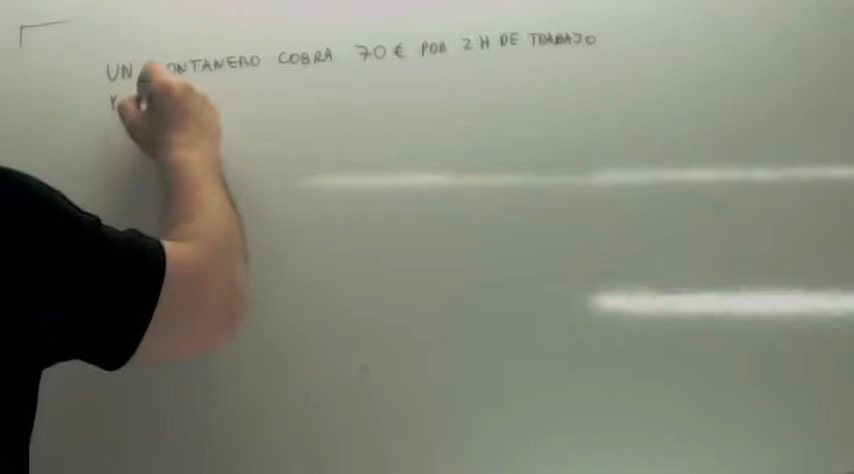 UN FONTANERO COBRA 70 € POR 2 H DE TRABAJO
Y